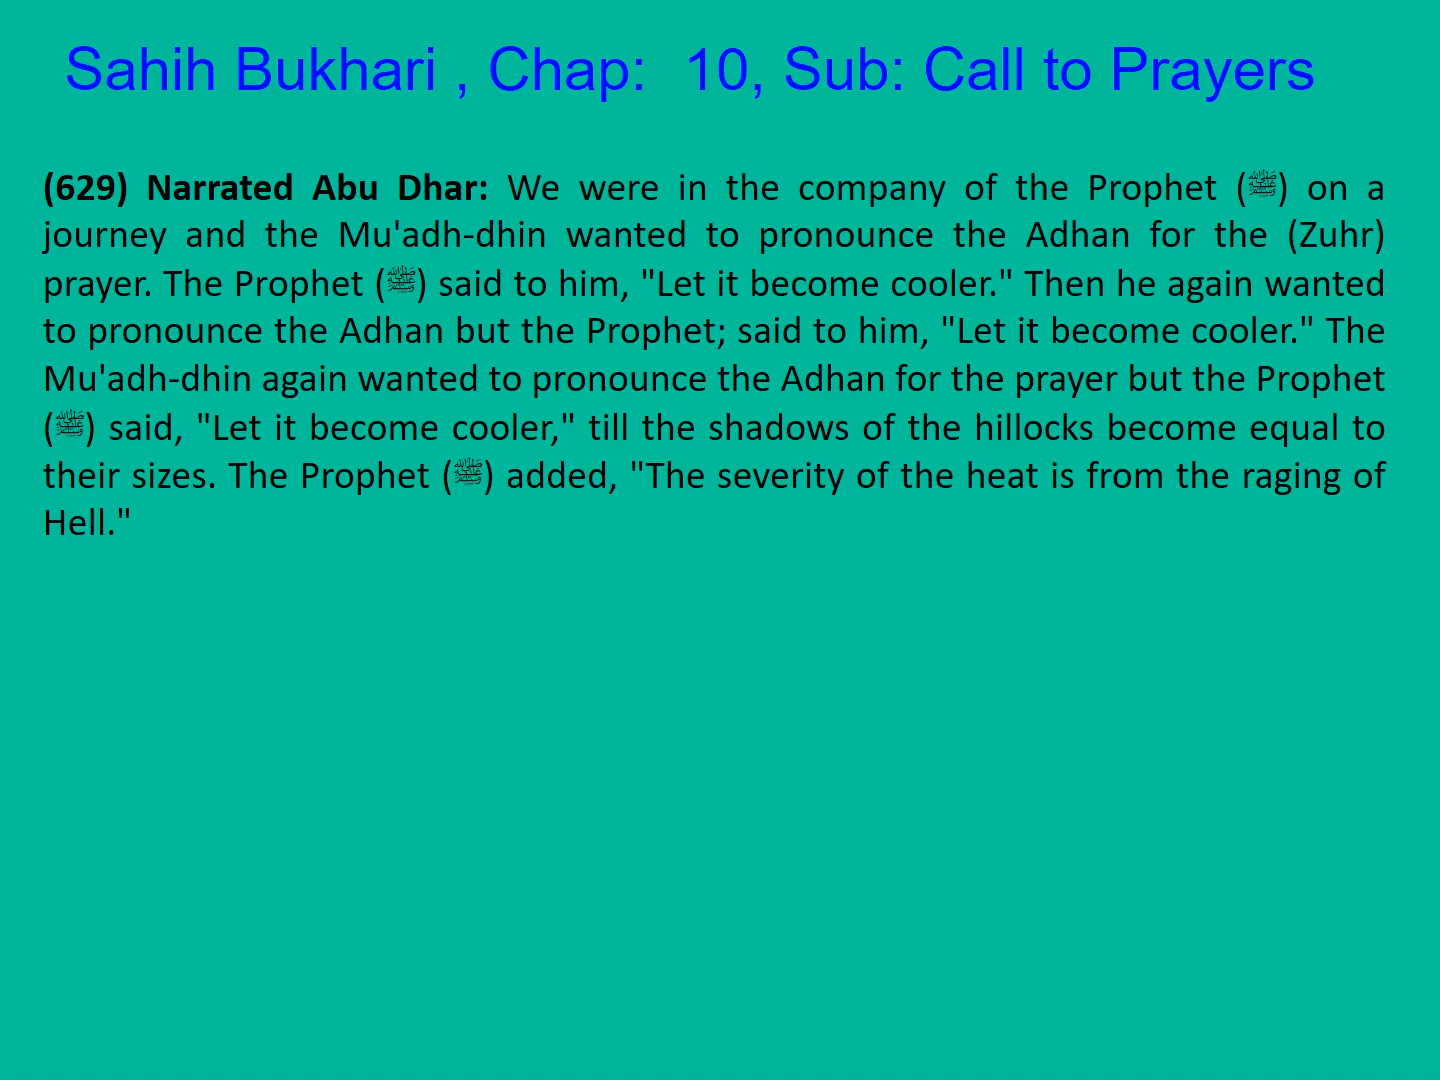 Sahih Bukhari , Chap:  10, Sub: Call to Prayers
(629) Narrated Abu Dhar: We were in the company of the Prophet (ﷺ) on a
journey and the Mu'adh-dhin wanted to pronounce the Adhan for the (Zuhr)
prayer. The Prophet (ﷺ) said to him, "Let it become cooler." Then he again wanted
to pronounce the Adhan but the Prophet; said to him, "Let it become cooler." The
Mu'adh-dhin again wanted to pronounce the Adhan for the prayer but the Prophet
(ﷺ) said, "Let it become cooler," till the shadows of the hillocks become equal to
their sizes. The Prophet (ﷺ) added, "The severity of the heat is from the raging of
Hell."